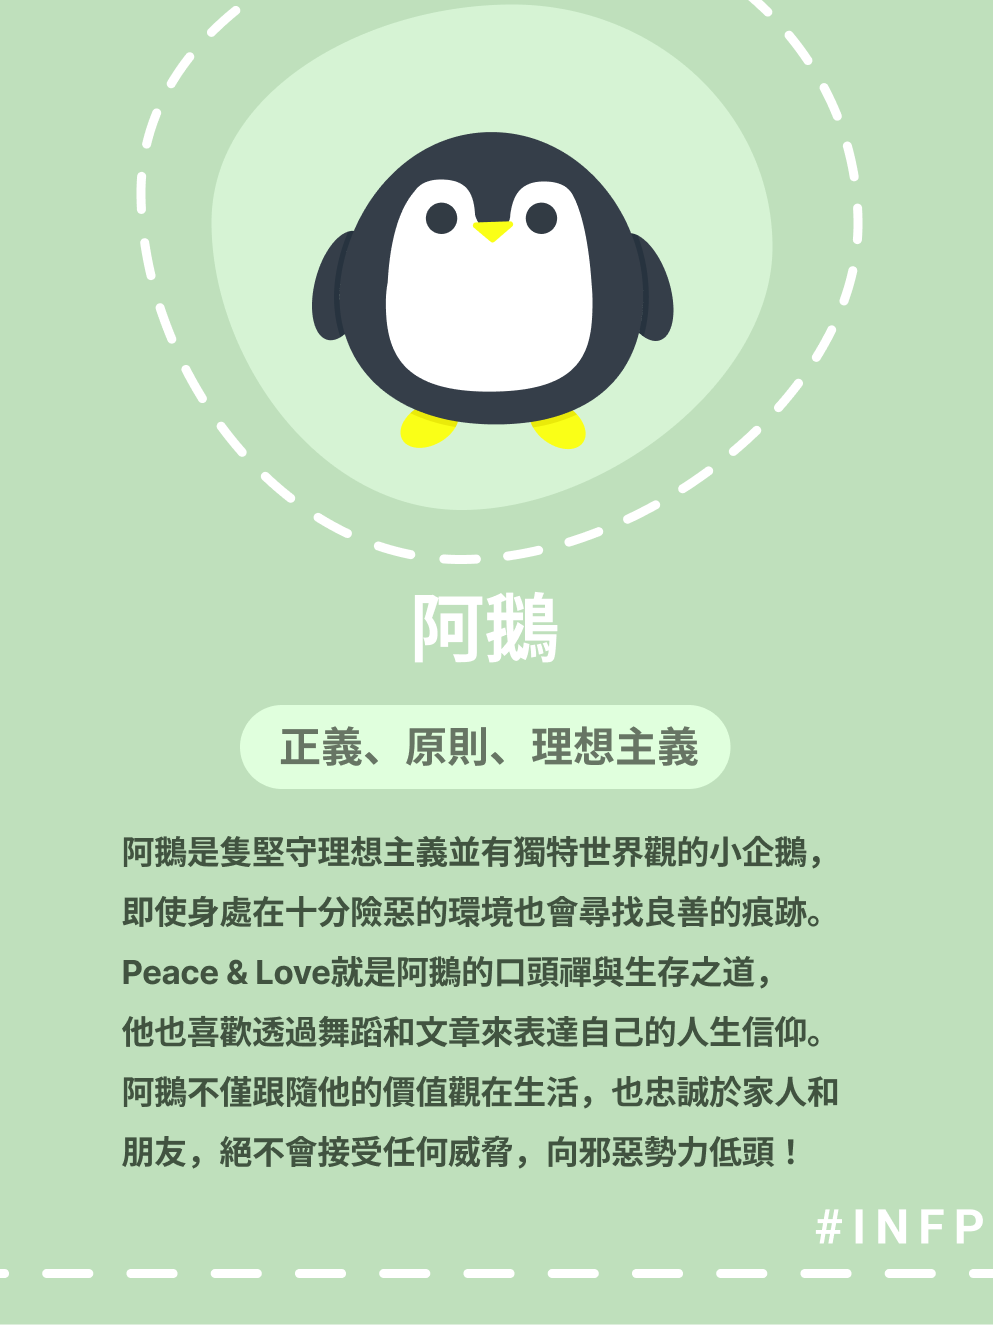 阿鵝
正義、原則、理想主義
阿鵝是隻堅守理想主義並有獨特世界觀的小企鵝，
即使身處在十分險惡的環境也會尋找良善的痕跡。
Peace & Love就是阿鵝的口頭禪與生存之道，
他也喜歡透過舞蹈和文章來表達自己的人生信仰。
阿鵝不僅跟隨他的價值觀在生活，也忠誠於家人和
朋友，絕不會接受任何威脅，向邪惡勢力低頭！
#INFP